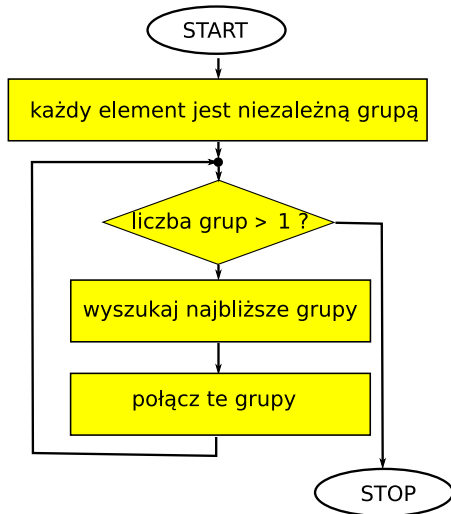 START
każdy element jest niezależną grupą
liczba grup > 1 ?
wyszukaj najbliższe grupy
połącz te grupy
STOP